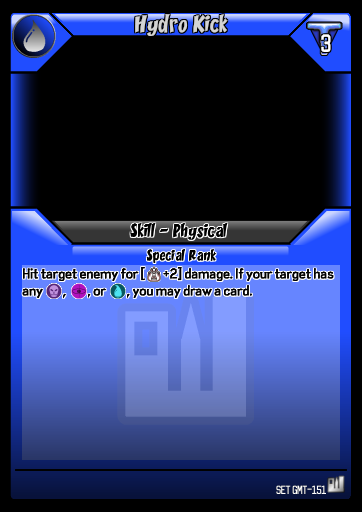 Hydro Kick
3
Skill - Physical
Special Rank
Hit target enemy for [ +2] damage. If your target has
any , , or , you may draw a card.
SET GMT-151